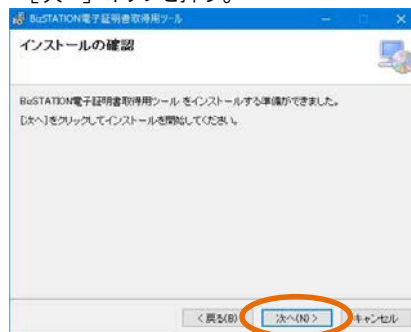 [次へ] ボタンを押す。
BizSTATION電子証明書取得用ツール
インストールの確認
BizSTATION電子証明書取得用ツール をインストールする準備ができました。
[次へ]をクリックしてインストールを開始してください。
< 戻る(B)
次へ(N) >
キャンセル